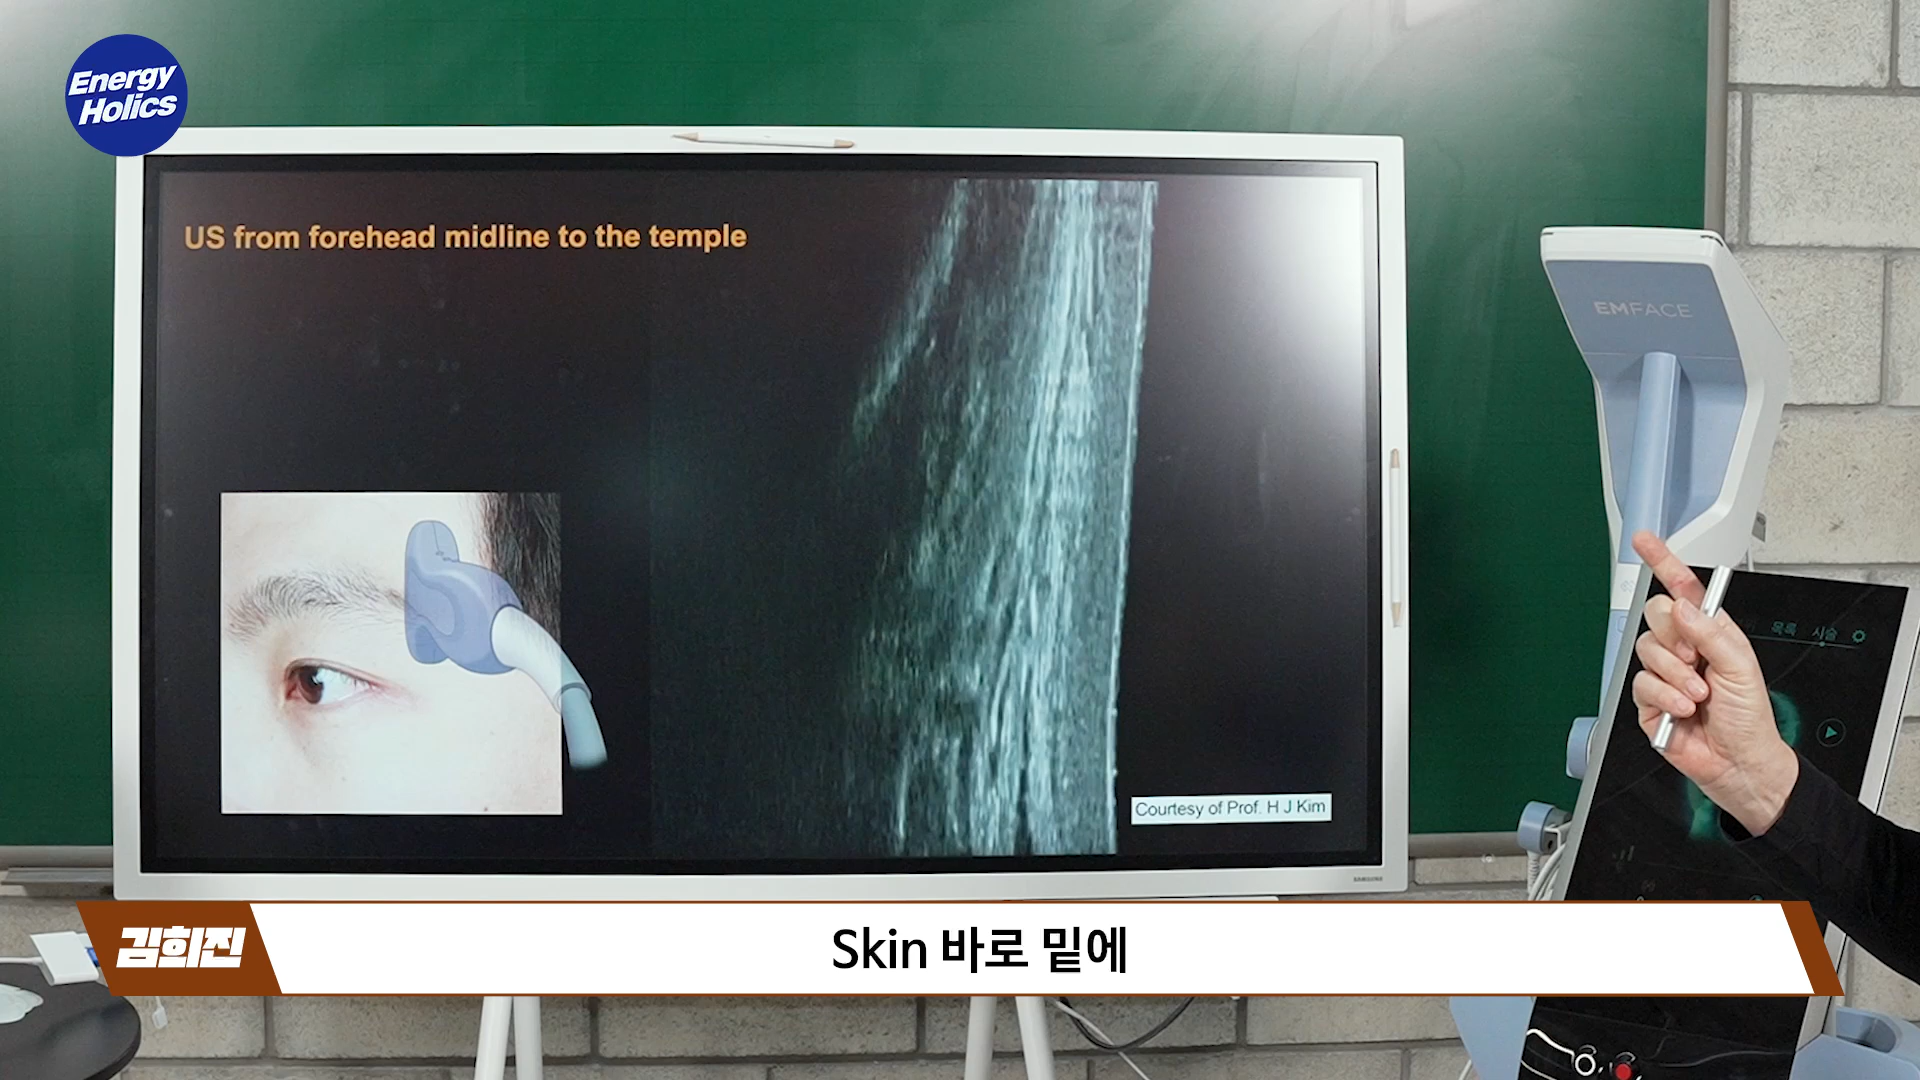 Energy
Holics
US from forehead midline to the temple
EMFACE
목록 시술
Courtesy of Prof. H J Kim
SAMSUNG
김희진
Skin 바로 밑에